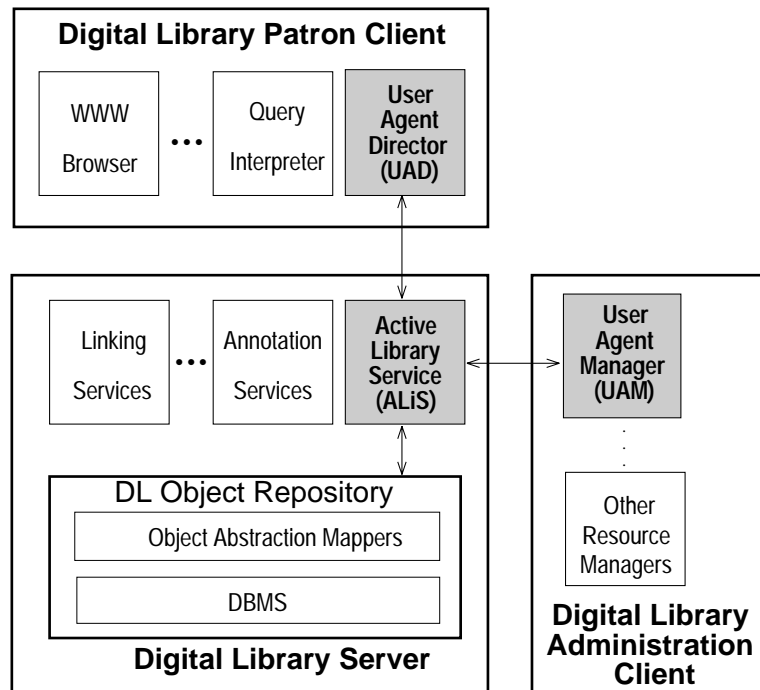 Digital Library Patron Client
WWW
Browser
...
Query
Interpreter
User
Agent
Director
(UAD)
Linking
Services
...
Annotation
Services
Active
Library
Service
(ALiS)
User
Agent
Manager
(UAM)
DL Object Repository
Object Abstraction Mappers
DBMS
Digital Library Server
Other
Resource
Managers
Digital Library
Administration
Client